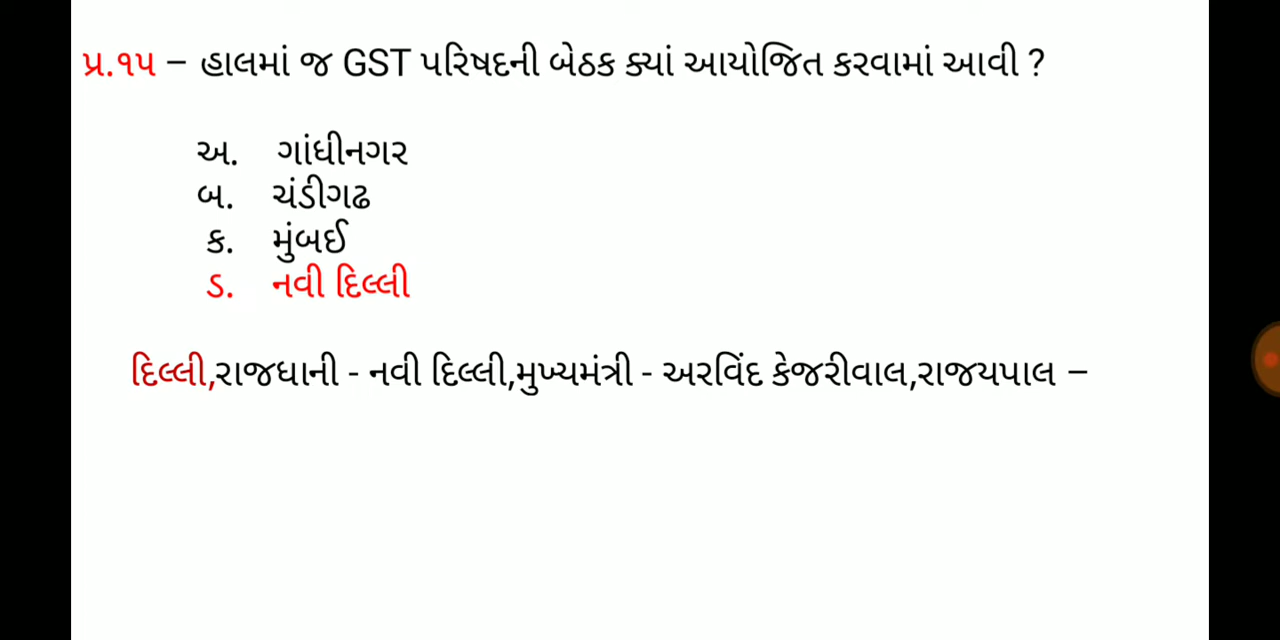 પ્ર.૧૫ – હાલમાં જ GST પરિષદની બેઠક ક્યાં આયોજિત કરવામાં આવી ?
અ. ગાંધીનગર
બ. ચંડીગઢ
ક. મુંબઈ
ડ. નવી દિલ્લી
દિલ્લી,રાજધાની - નવી દિલ્લી,મુખ્યમંત્રી - અરવિંદ કેજરીવાલ,રાજયપાલ –